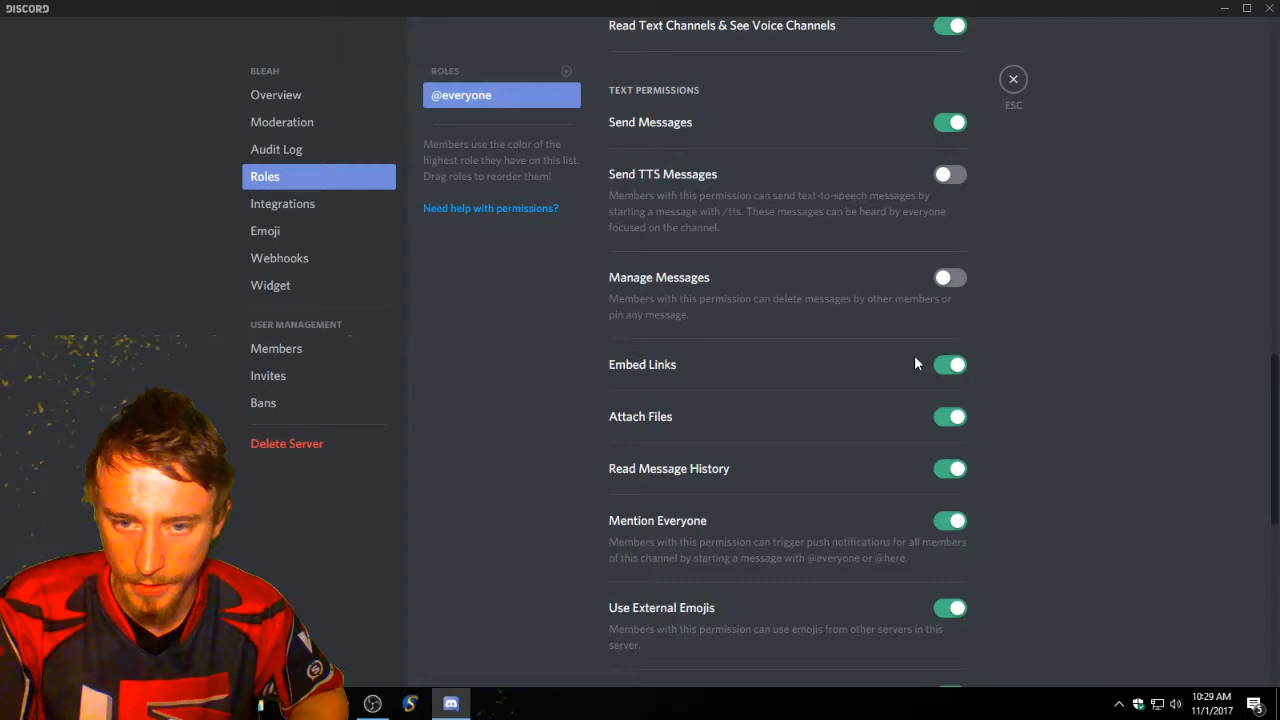 DISCORD
BLEAH
Overview
Moderation
Audit Log
Roles
Integrations
Emoji
Webhooks
Widget
USER MANAGEMENT
Members
Invites
Bans
Delete Server
ROLES
@everyone
Members use the color of the
highest role they have on this list.
Drag roles to reorder them!
Need help with permissions?
Read Text Channels & See Voice Channels
TEXT PERMISSIONS
Send Messages
Send TTS Messages
Members with this permission can send text-to-speech messages by
starting a message with /tts. These messages can be heard by everyone
focused on the channel.
Manage Messages
Members with this permission can delete messages by other members or
pin any message.
Embed Links
Attach Files
Read Message History
Mention Everyone
Members with this permission can trigger push notifications for all members
of this channel by starting a message with @everyone or @here.
Use External Emojis
Members with this permission can use emojis from other servers in this
server.
ESC
10:29 AM
11/1/2017
5